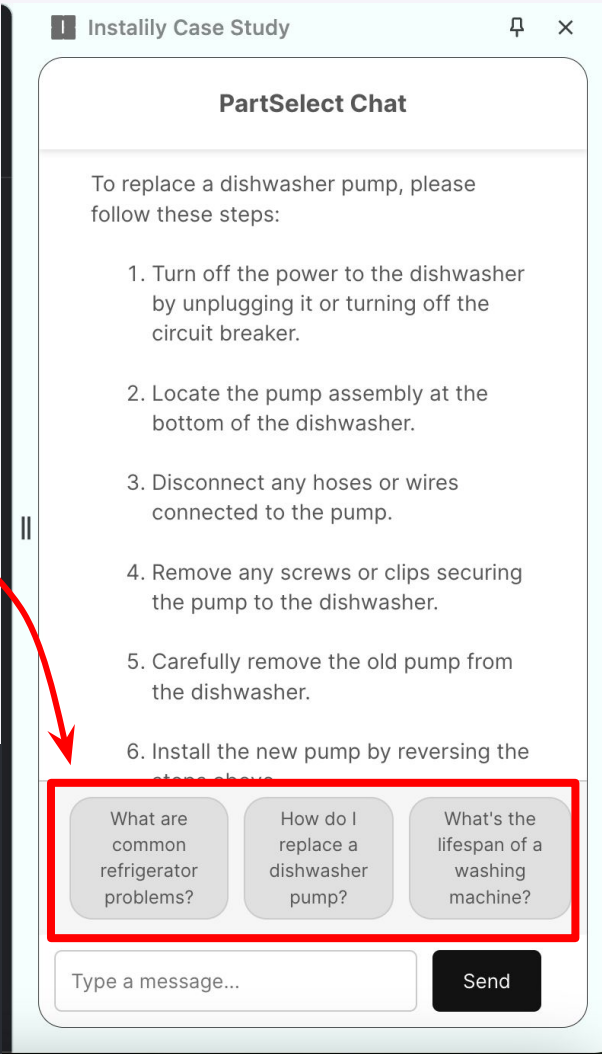 Instalily Case Study
PartSelect Chat
To replace a dishwasher pump, please
follow these steps:
1. Turn off the power to the dishwasher
by unplugging it or turning off the
circuit breaker.
2. Locate the pump assembly at the
bottom of the dishwasher.
3. Disconnect any hoses or wires
connected to the pump.
4. Remove any screws or clips securing
the pump to the dishwasher.
5. Carefully remove the old pump from
the dishwasher.
6. Install the new pump by reversing the
steps above
What are
common
refrigerator
problems?
How do I
replace a
dishwasher
pump?
What's the
lifespan of a
washing
machine?
Type a message...
Send